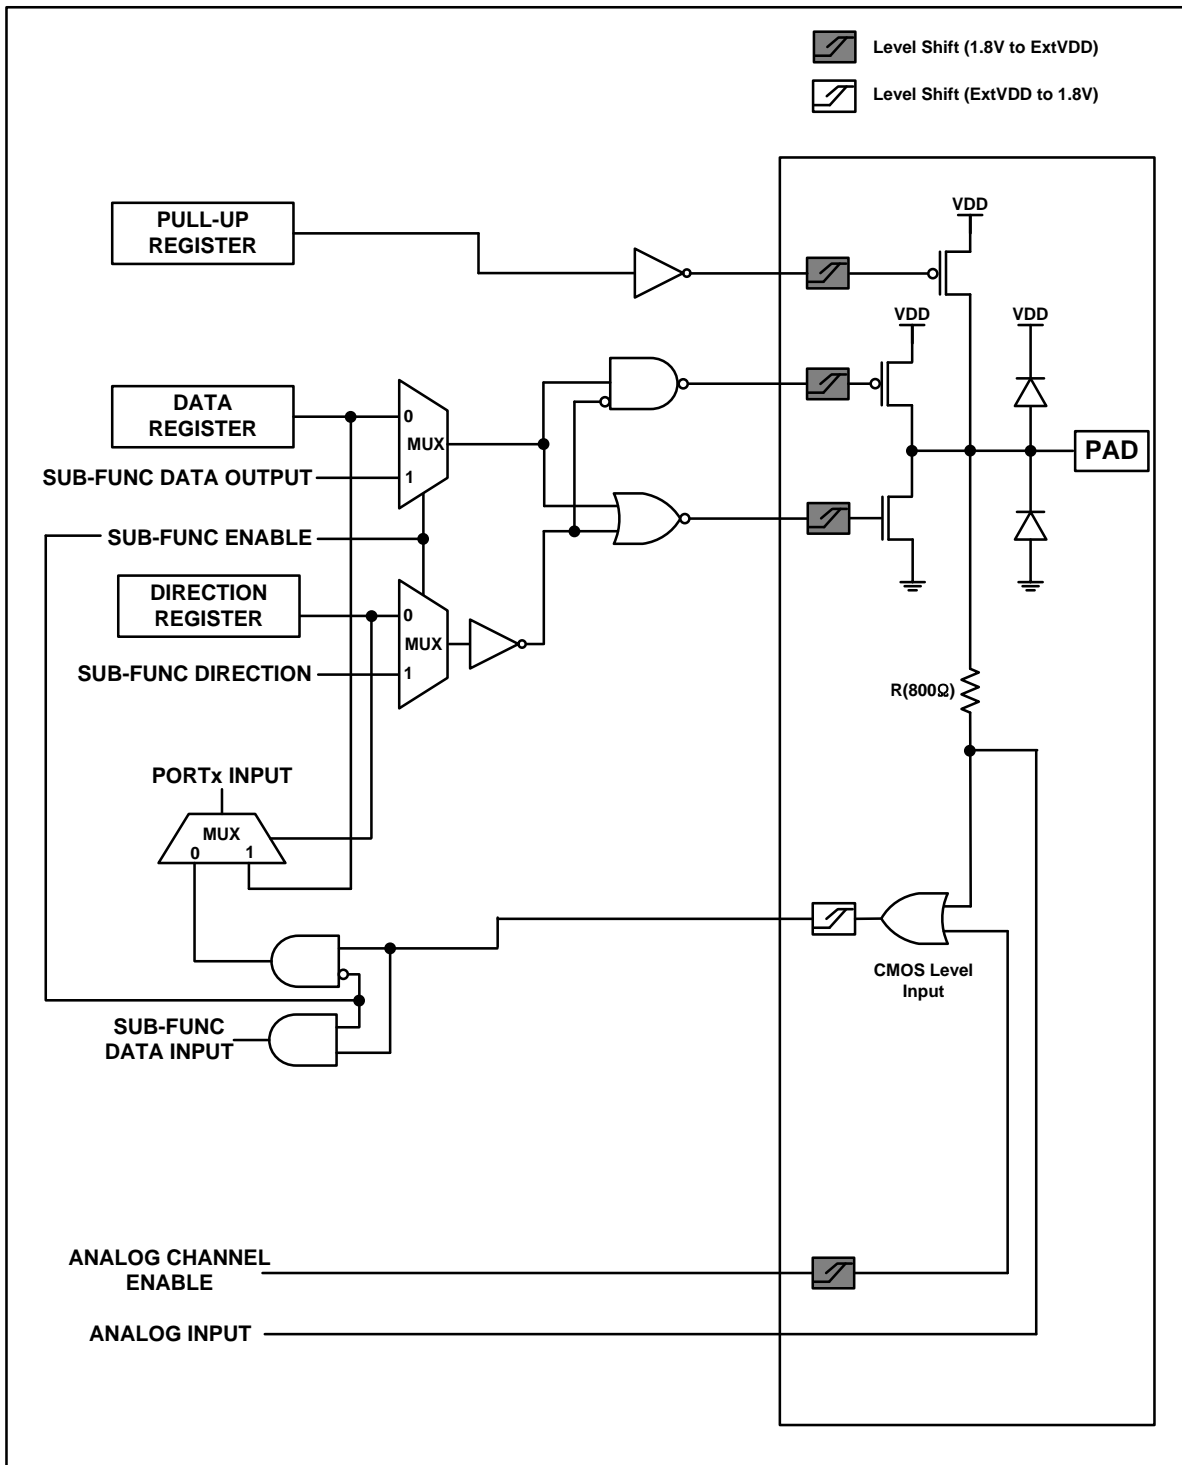 Level Shift (1.8V to ExtVDD)
Level Shift (ExtVDD to 1.8V)
VDD
PULL-UP
REGISTER
VDD
VDD
DATA
REGISTER
0
MUX
1
PAD
SUB-FUNC DATA OUTPUT
SUB-FUNC ENABLE
DIRECTION
REGISTER
0
MUX
1
SUB-FUNC DIRECTION
R(800Ω)
PORTx INPUT
MUX
0 1
CMOS Level
Input
SUB-FUNC
DATA INPUT
ANALOG CHANNEL
ENABLE
ANALOG INPUT